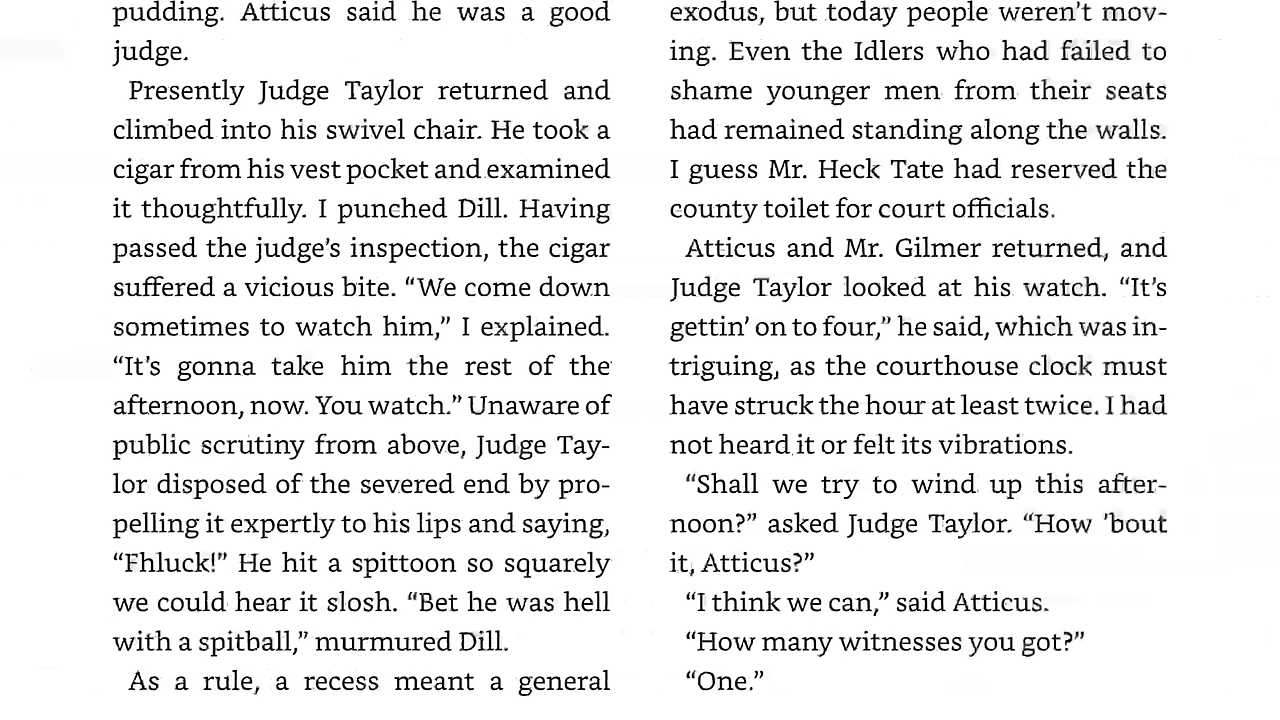 pudding. Atticus said he was a good
judge.
Presently Judge Taylor returned and
climbed into his swivel chair. He took a
cigar from his vest pocket and examined
it thoughtfully. I punched Dill. Having
passed the judge’s inspection, the cigar
suffered a vicious bite. “We come down
sometimes to watch him,” I explained.
“It’s gonna take him the rest of the
afternoon, now. You watch.” Unaware of
public scrutiny from above, Judge Tay-
lor disposed of the severed end by pro-
pelling it expertly to his lips and saying,
“Fhluck!” He hit a spittoon so squarely
we could hear it slosh. “Bet he was hell
with a spitball,” murmured Dill.
As a rule, a recess meant a general
exodus, but today people weren’t mov-
ing. Even the Idlers who had failed to
shame younger men from their seats
had remained standing along the walls.
I guess Mr. Heck Tate had reserved the
county toilet for court officials.
Atticus and Mr. Gilmer returned, and
Judge Taylor looked at his watch. “It’s
gettin’ on to four,” he said, which was in-
triguing, as the courthouse clock must
have struck the hour at least twice. I had
not heard it or felt its vibrations.
“Shall we try to wind up this after-
noon?” asked Judge Taylor. “How ’bout
it, Atticus?”
“I think we can,” said Atticus.
“How many witnesses you got?”
“One.”